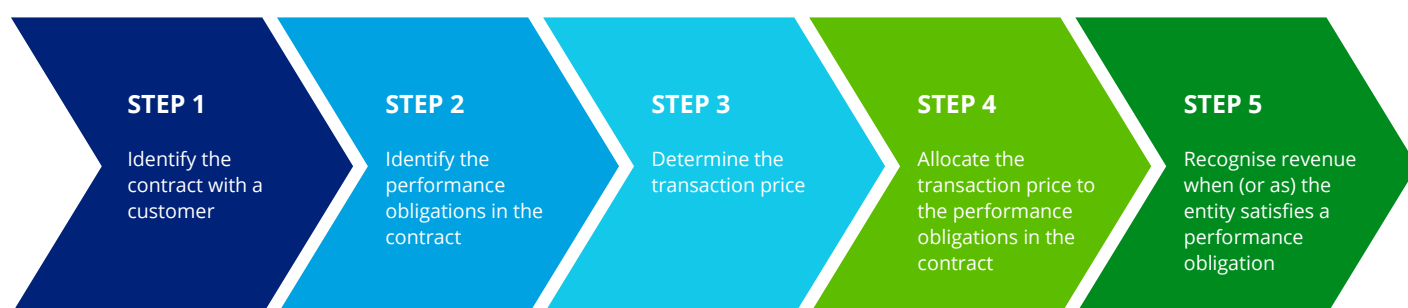 STEP 1
Identify the
contract with a
customer
STEP 2
Identify the
performance
obligations in the
contract
STEP 3
Determine the
transaction price
STEP 4
Allocate the
transaction price to
the performance
obligations in the
contract
STEP 5
Recognise revenue
when (or as) the
entity satisfies a
performance
obligation